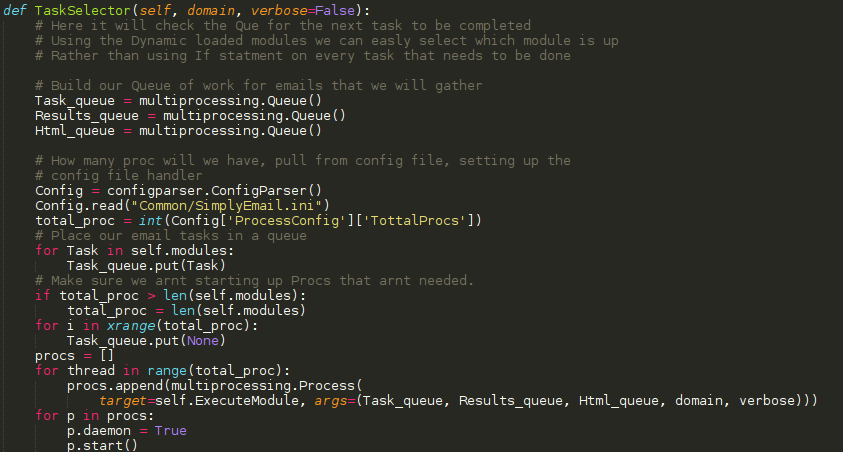 def TaskSelector(self, domain, verbose=False):
    # Here it will check the Que for the next task to be completed
    # Using the Dynamic loaded modules we can easly select which module is up
    # Rather than using If statment on every task that needs to be done

    # Build our Queue of work for emails that we will gather
    Task_queue = multiprocessing.Queue()
    Results_queue = multiprocessing.Queue()
    Html_queue = multiprocessing.Queue()

    # How many proc will we have, pull from config file, setting up the
    # config file handler
    Config = configparser.ConfigParser()
    Config.read("Common/SimplyEmail.ini")
    total_proc = int(Config['ProcessConfig']['TottalProcs'])
    # Place our email tasks in a queue
    for Task in self.modules:
        Task_queue.put(Task)
    # Make sure we arnt starting up Procs that arnt needed.
    if total_proc > len(self.modules):
        total_proc = len(self.modules)
    for i in xrange(total_proc):
        Task_queue.put(None)
    procs = []
    for thread in range(total_proc):
        procs.append(multiprocessing.Process(
            target=self.ExecuteModule, args=(Task_queue, Results_queue, Html_queue, domain, verbose)))
    for p in procs:
        p.daemon = True
        p.start()